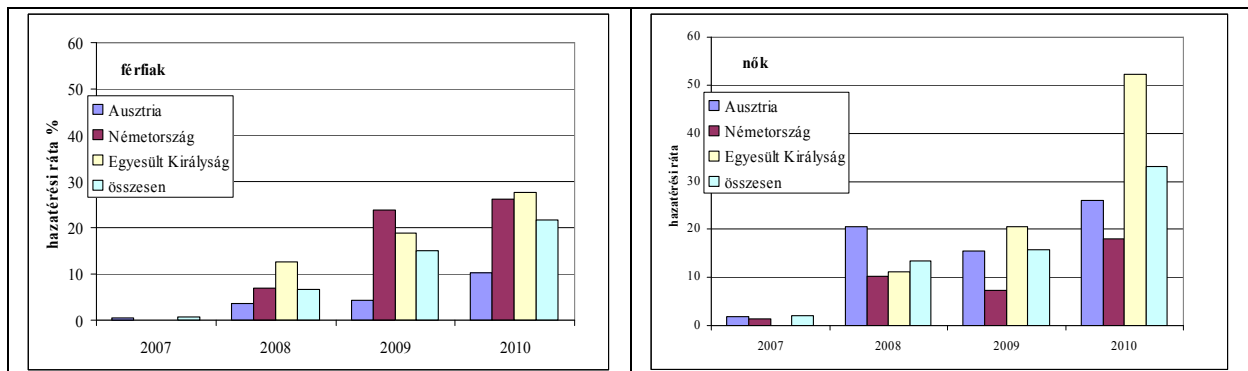 férfiak
Ausztria
Németország
Egyesült Királyság
összesen
hazatérési ráta %
60
50
40
30
20
10
0
2007 2008 2009 2010
nők
Ausztria
Németország
Egyesült Királyság
összesen
hazatérési ráta
60
50
40
30
20
10
0
2007 2008 2009 2010